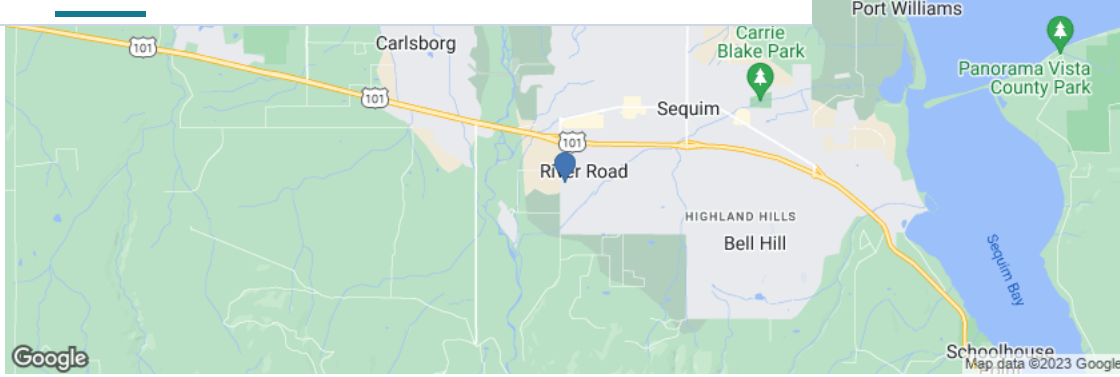 Port Williams
101
Carlsborg
Carrie
Blake Park
Panorama Vista
County Park
101
Sequim
101
River Road
HIGHLAND HILLS
Bell Hill
Sequim Bay
Schoolhouse
Point
Google
Map data ©2023 Google